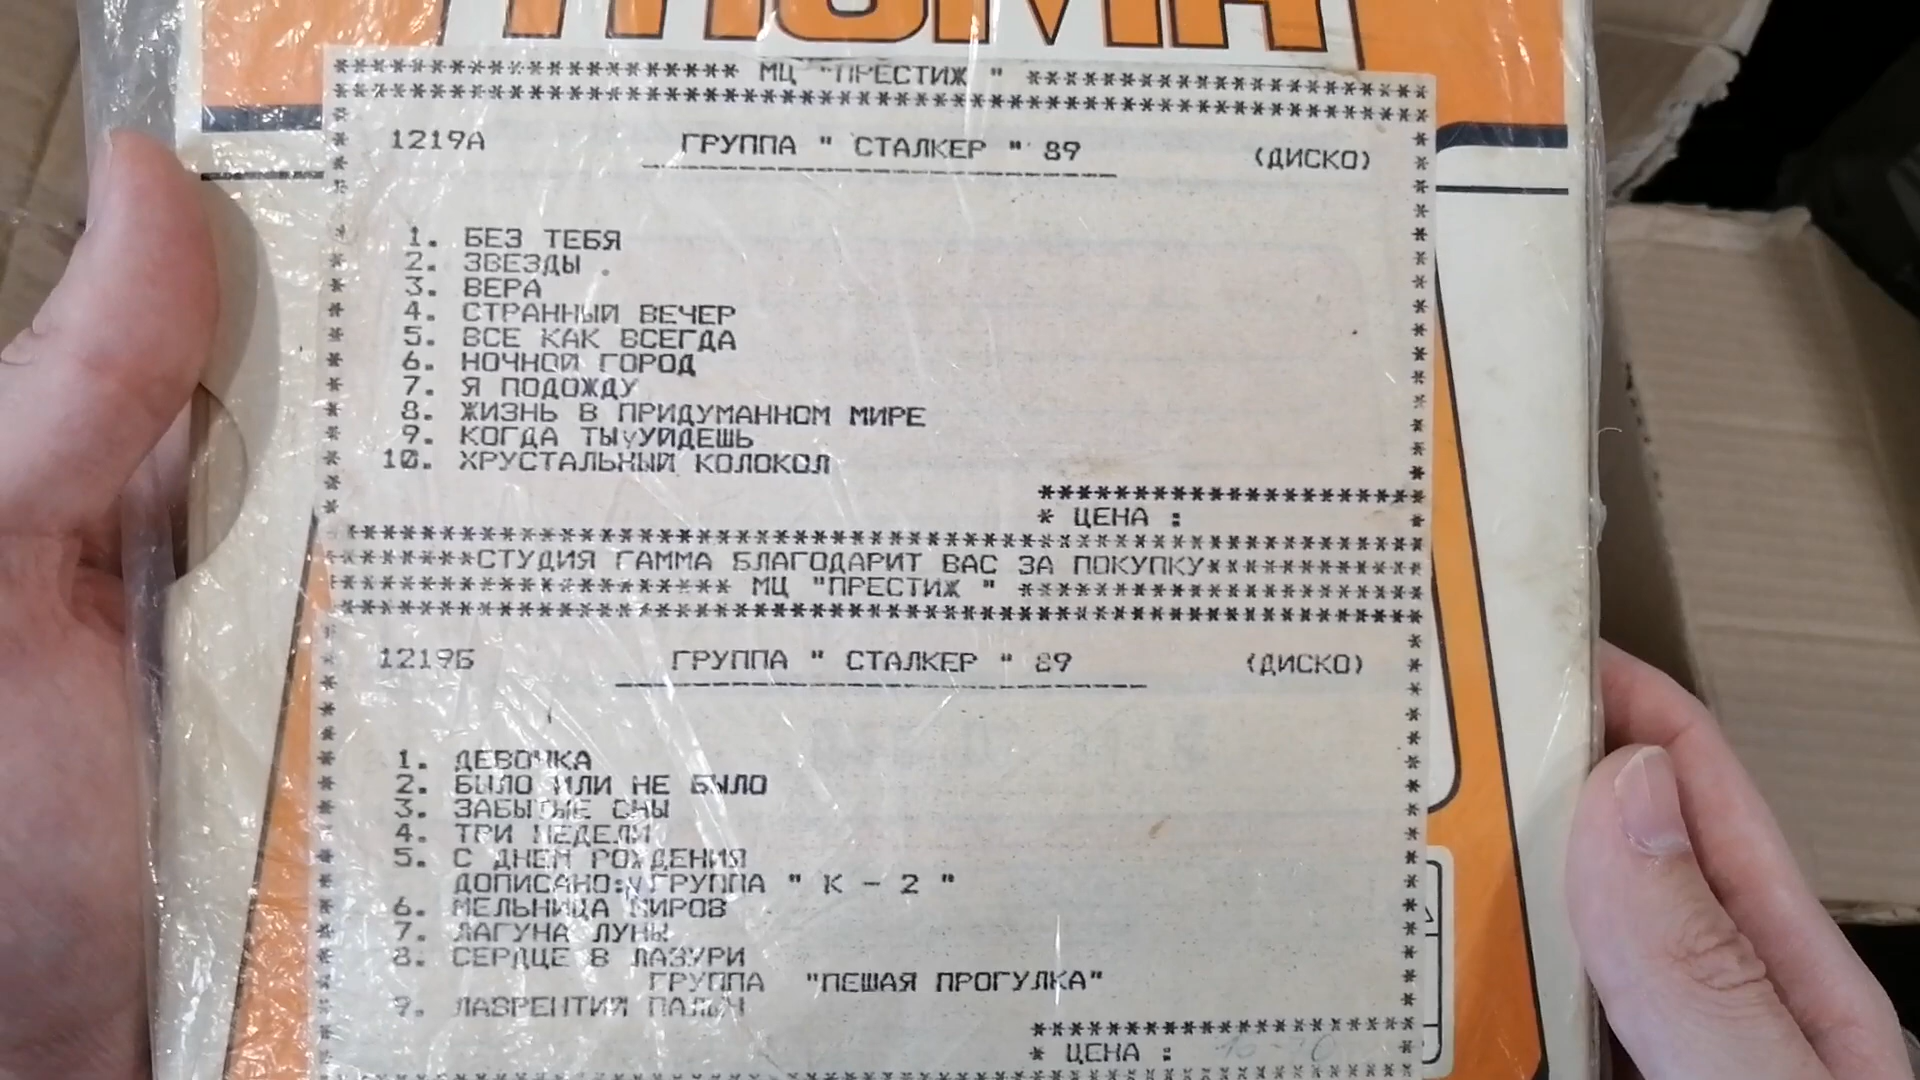 ******************** МЦ "ПРЕСТИЖ " ********************
1219А ГРУППА " СТАЛКЕР " 89 (ДИСКО)
1. БЕЗ ТЕБЯ
2. ЗВЕЗДЫ
3. ВЕРА
4. СТРАННЫЙ ВЕЧЕР
5. ВСЕ КАК ВСЕГДА
6. НОЧНОЙ ГОРОД
7. Я ПОДОЖДУ
8. ЖИЗНЬ В ПРИДУМАННОМ МИРЕ
9. КОГДА ТЫ УЙДЕШЬ
10. ХРУСТАЛЬНЫЙ КОЛОКОЛ
* ЦЕНА :
*******СТУДИЯ ГАММА БЛАГОДАРИТ ВАС ЗА ПОКУПКУ***********
******************** МЦ "ПРЕСТИЖ " ********************
1219Б ГРУППА " СТАЛКЕР " 89 (ДИСКО)
1. ДЕВОЧКА
2. БЫЛО ИЛИ НЕ БЫЛО
3. ЗАБЫТЫЕ СНЫ
4. ТРИ НЕДЕЛИ
5. С ДНЕМ РОЖДЕНИЯ
ДОПИСАНО: ГРУППА " К - 2 "
6. МЕЛЬНИЦА МИРОВ
7. ЛАГУНА ЛУНЫ
8. СЕРДЦЕ В ЛАЗУРИ
ГРУППА "ПЕШАЯ ПРОГУЛКА"
9. ЛАВРЕНТИЙ ПАЛЫЧ
* ЦЕНА :